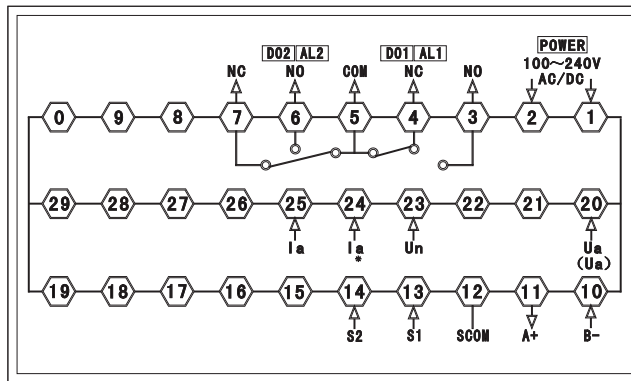 DO2 AL2 DO1 AL1 POWER
100～240V
NC NO COM NC NO AC/DC
0 9 8 7 6 5 4 3 2 1
29 28 27 26 25 24 23 22 21 20
Ia Ia Un Ua
* (Ua)
19 18 17 16 15 14 13 12 11 10
S2 S1 SCOM A+ B-